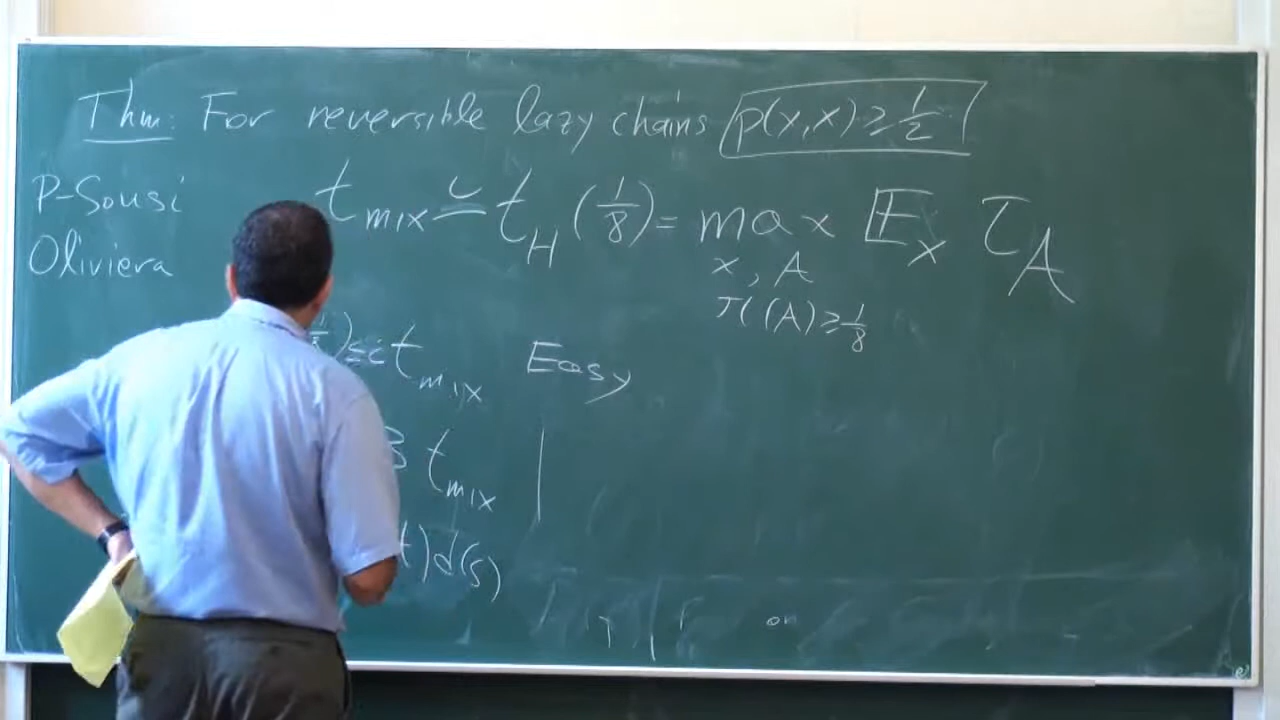 Thm: For reversible lazy chains p(x,x) ≥ 1/2
P-Sousi
Oliviera
t_mix ≍^c t_H (1/8) = max E_x τ_A
x, A
π(A) ≥ 1/8
) ≤ c t_mix Easy
3 t_mix
t) d(s)